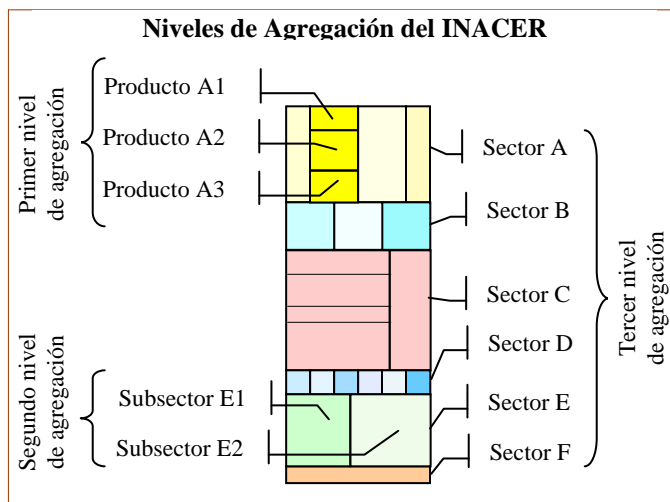 Niveles de Agregación del INACER
Primer nivel
de agregación
Producto A1
Producto A2
Producto A3
Segundo nivel
de agregación
Subsector E1
Subsector E2
Sector A
Sector B
Sector C
Sector D
Sector E
Sector F
Tercer nivel
de agregación